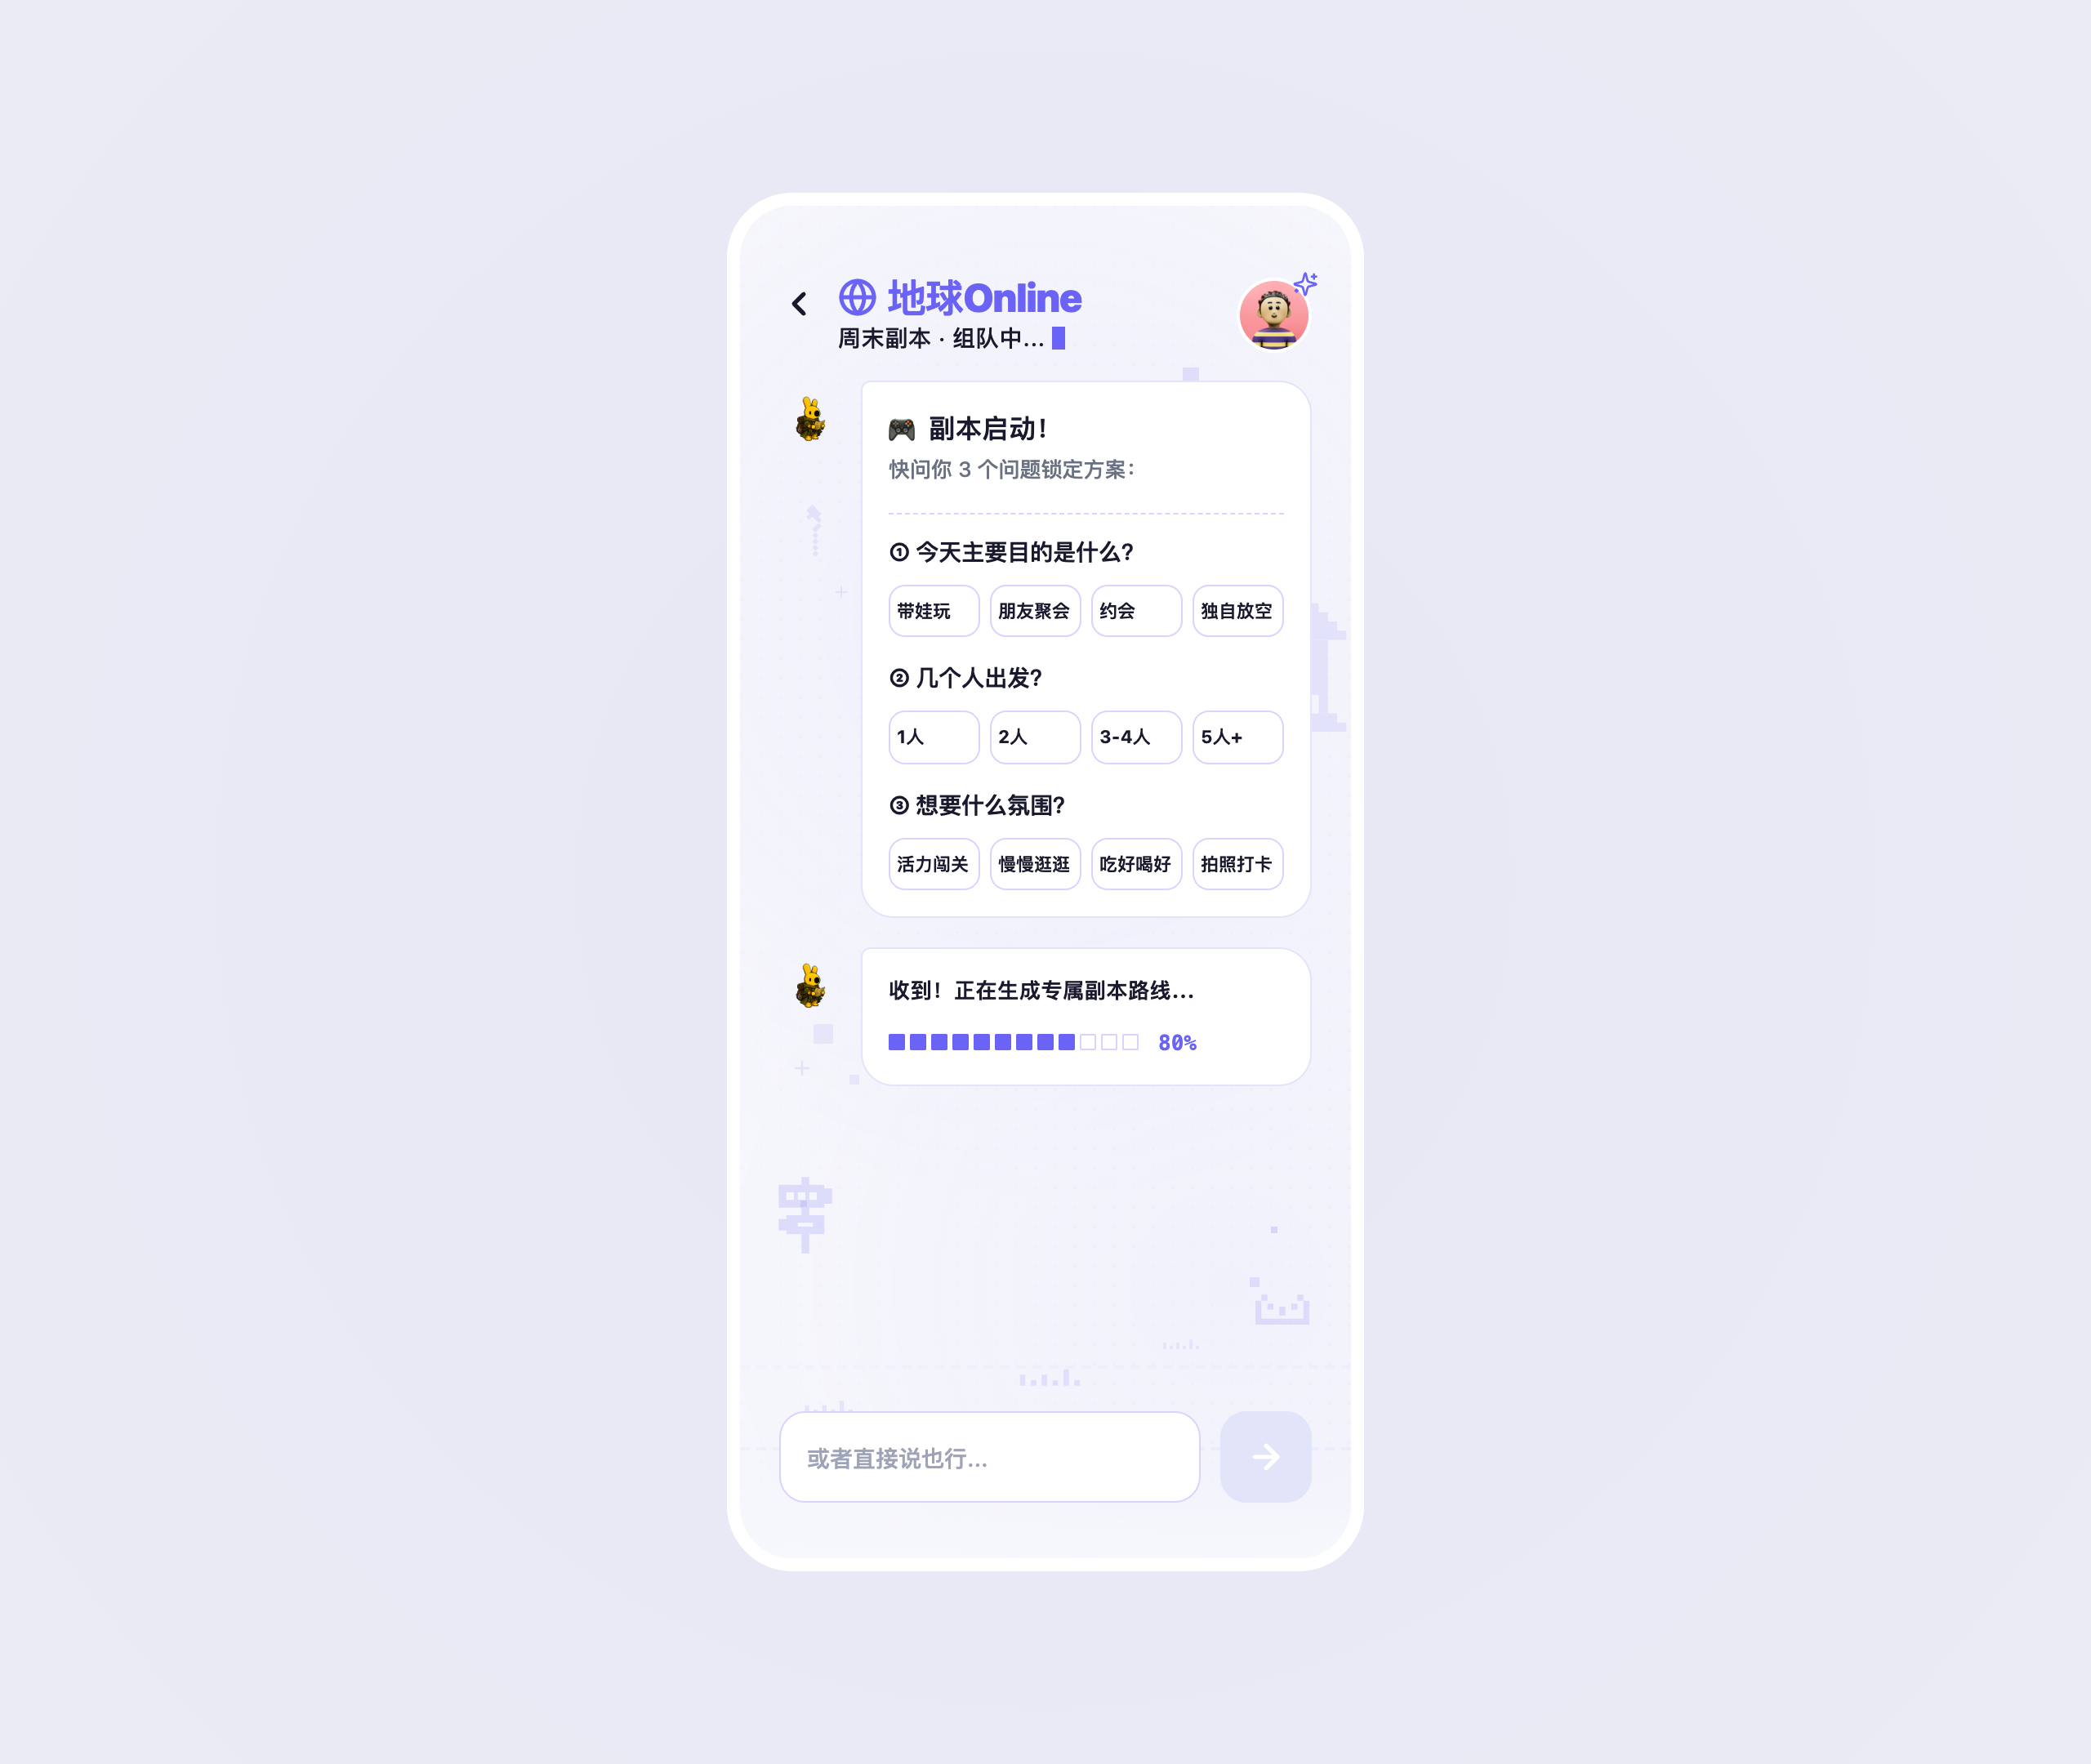 地球Online
周末副本 · 组队中...
🎮 副本启动！
快问你 3 个问题锁定方案：
① 今天主要目的是什么？
带娃玩 朋友聚会 约会 独自放空
② 几个人出发？
1人 2人 3-4人 5人+
③ 想要什么氛围？
活力闯关 慢慢逛逛 吃好喝好 拍照打卡
收到！正在生成专属副本路线...
80%
或者直接说也行...